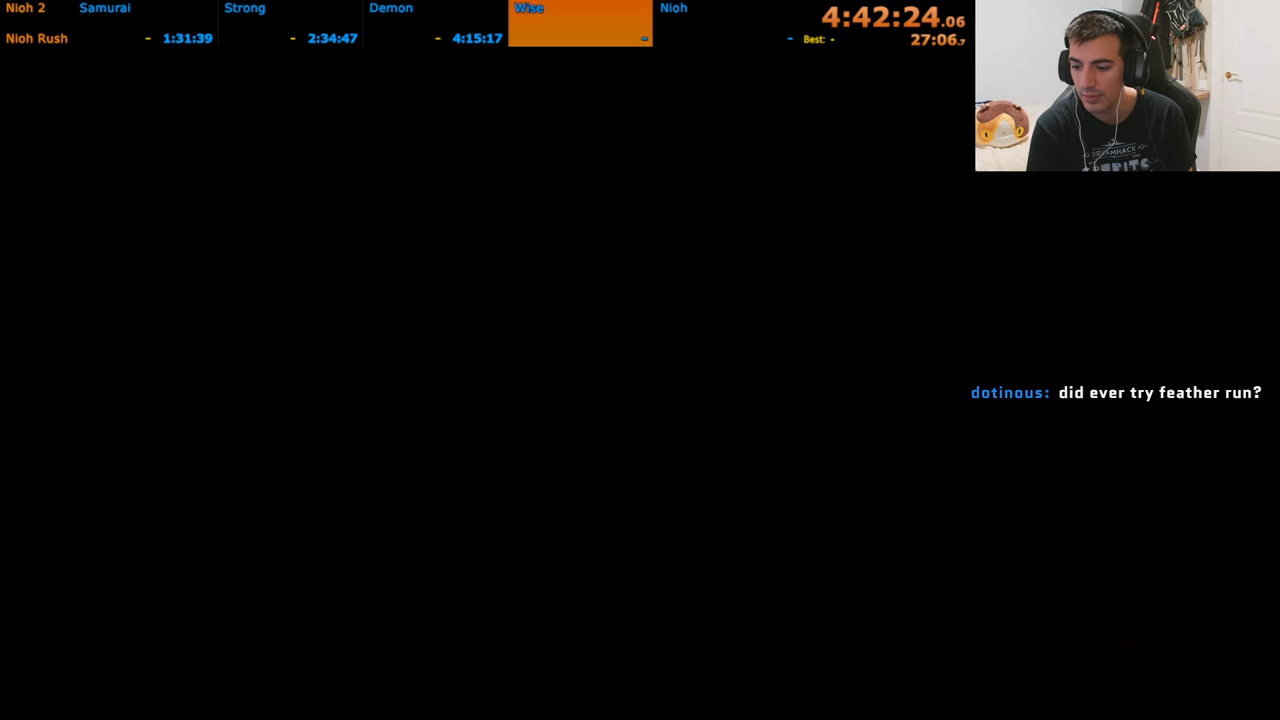 Nioh 2 Samurai Strong Demon Wise Nioh
Nioh Rush - 1:31:39 - 2:34:47 - 4:15:17 - - Best: -
4:42:24.06
27:06.7
DREAMHACK
dotinous: did ever try feather run?